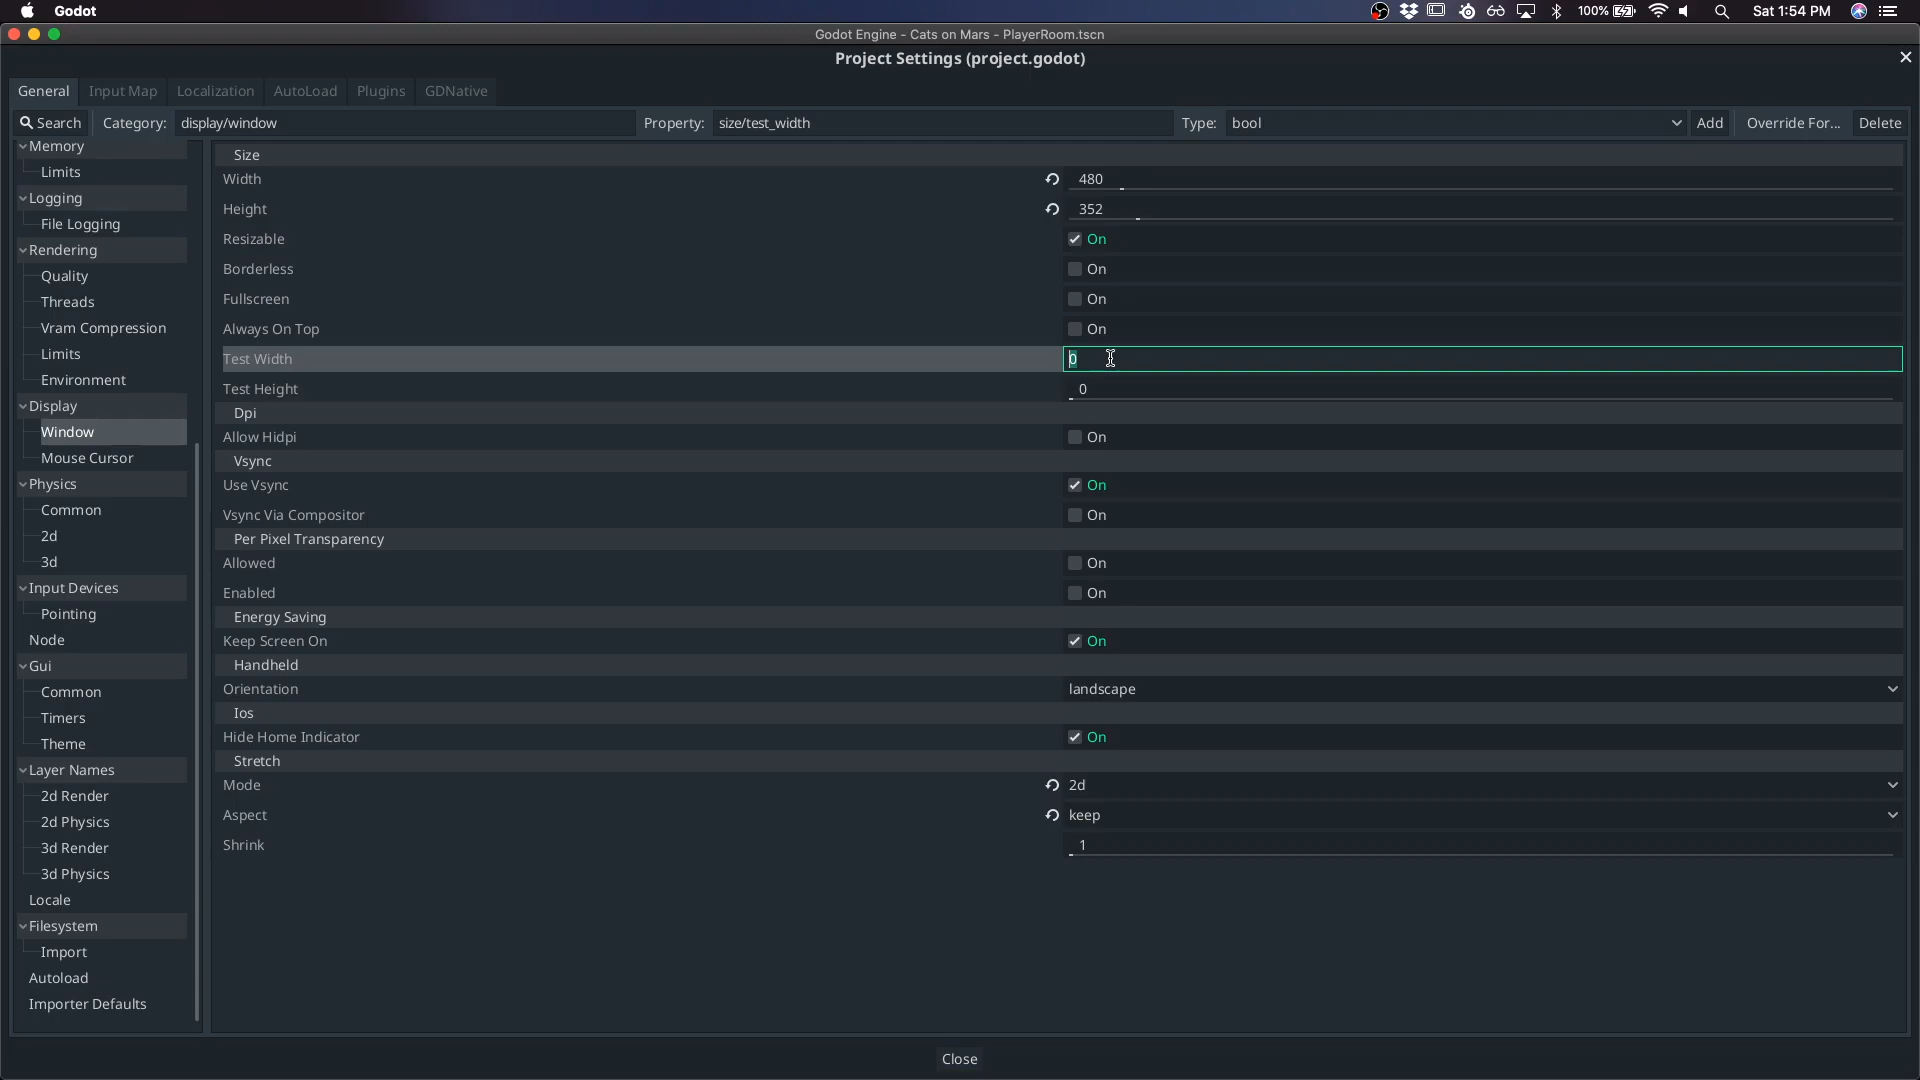 Godot
100%
Sat 1:54 PM
Godot Engine - Cats on Mars - PlayerRoom.tscn
Project Settings (project.godot)
General Input Map Localization AutoLoad Plugins GDNative
Search Category: display/window Property: size/test_width Type: bool Add Override For... Delete
Memory
Limits
Logging
File Logging
Rendering
Quality
Threads
Vram Compression
Limits
Environment
Display
Window
Mouse Cursor
Physics
Common
2d
3d
Input Devices
Pointing
Node
Gui
Common
Timers
Theme
Layer Names
2d Render
2d Physics
3d Render
3d Physics
Locale
Filesystem
Import
Autoload
Importer Defaults
Size
Width 480
Height 352
Resizable On
Borderless On
Fullscreen On
Always On Top On
Test Width 0
Test Height 0
Dpi
Allow Hidpi On
Vsync
Use Vsync On
Vsync Via Compositor On
Per Pixel Transparency
Allowed On
Enabled On
Energy Saving
Keep Screen On On
Handheld
Orientation landscape
Ios
Hide Home Indicator On
Stretch
Mode 2d
Aspect keep
Shrink 1
Close